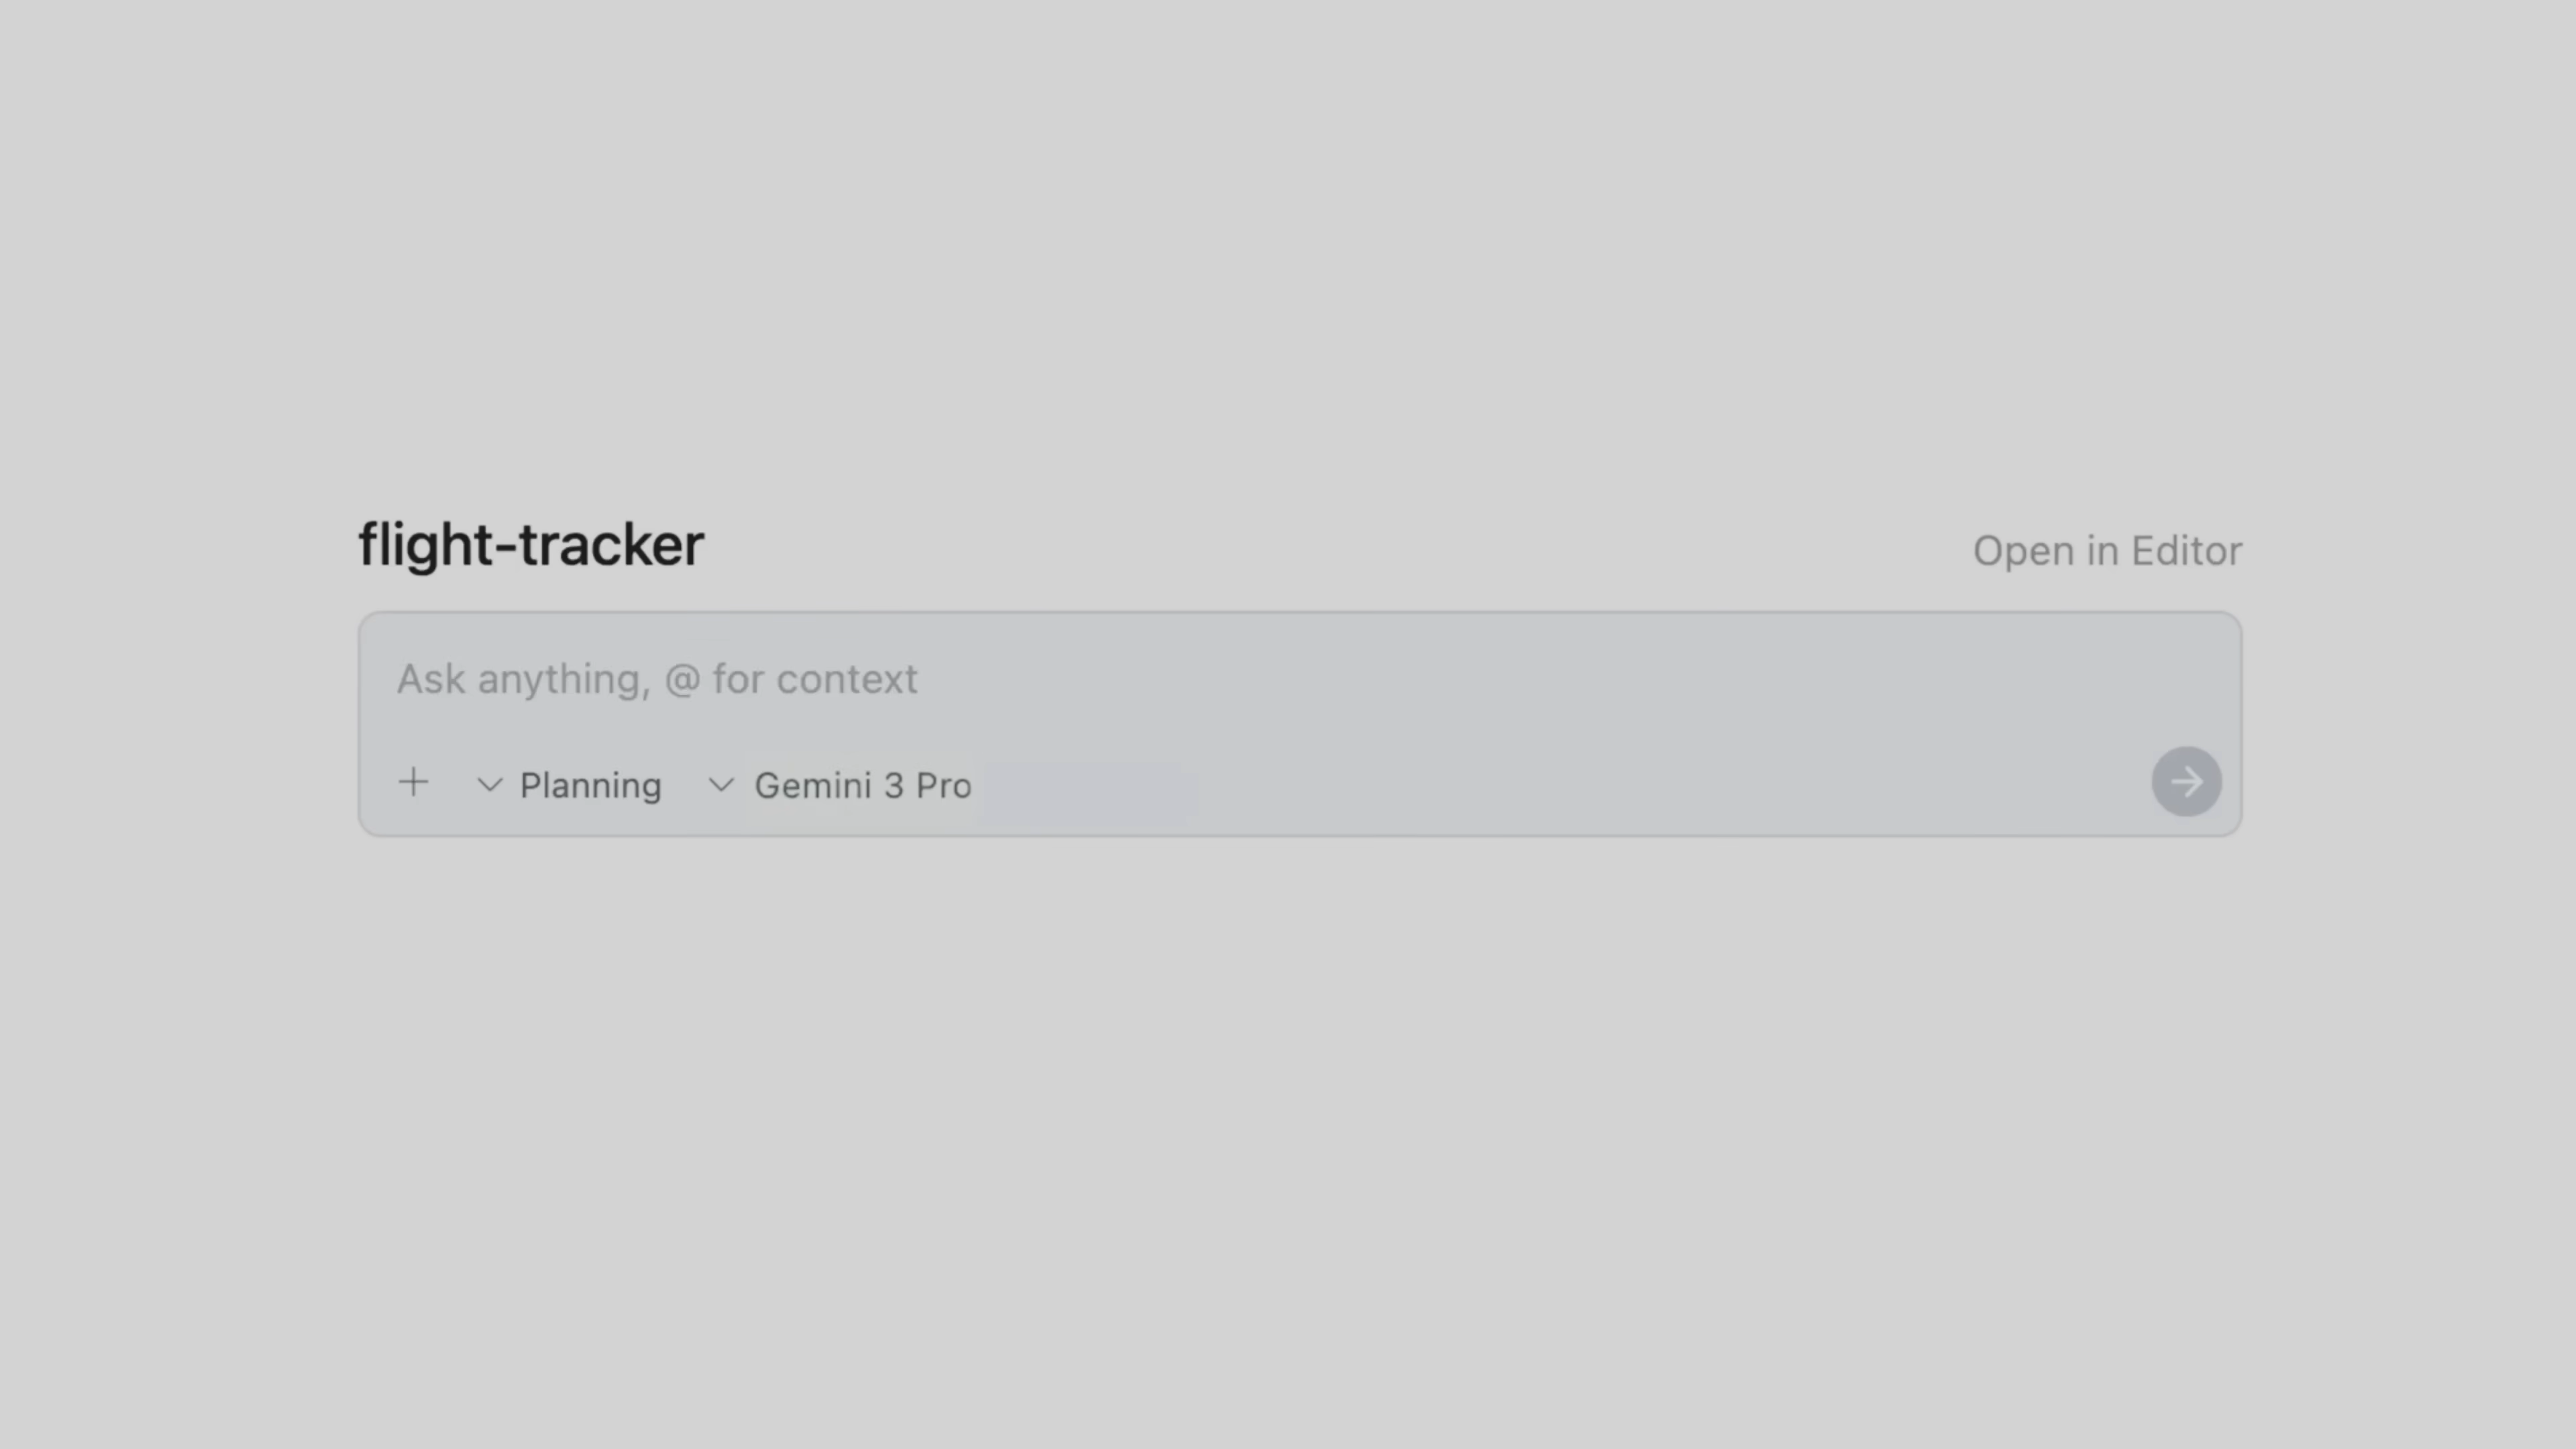 flight-tracker
Open in Editor
Ask anything, @ for context
Planning
Gemini 3 Pro